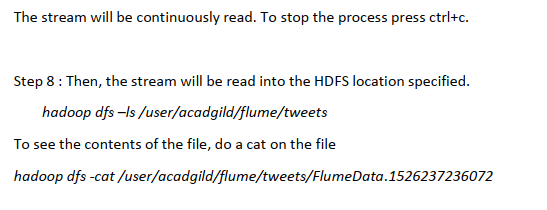 The stream will be continuously read. To stop the process press ctrl+c.
Step 8 : Then, the stream will be read into the HDFS location specified.
hadoop dfs –ls /user/acadgild/flume/tweets
To see the contents of the file, do a cat on the file
hadoop dfs -cat /user/acadgild/flume/tweets/FlumeData.1526237236072